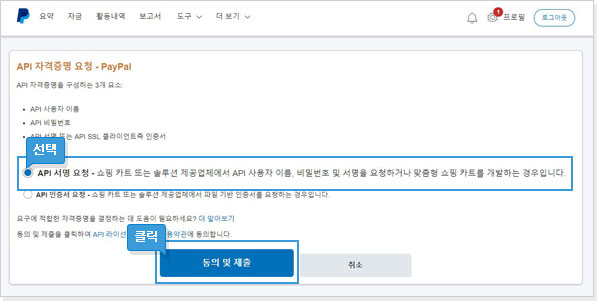 요약 자금 활동내역 보고서 도구 더 보기 1 프로필 로그아웃
API 자격증명 요청 - PayPal
API 자격증명을 구성하는 3개 요소:
API 사용자 이름
API 비밀번호
API 서명 또는 API SSL 클라이언트측 인증서
선택
API 서명 요청 - 쇼핑 카트 또는 솔루션 제공업체에서 API 사용자 이름, 비밀번호 및 서명을 요청하거나 맞춤형 쇼핑 카트를 개발하는 경우입니다.
API 인증서 요청 - 쇼핑 카트 또는 솔루션 제공업체에서 파일 기반 인증서를 요청하는 경우입니다.
요구에 적합한 자격증명을 결정하는 데 도움이 필요하세요? 더 알아보기
동의 및 제출을 클릭하여 API 라이선 용약관에 동의합니다.
클릭
동의 및 제출 취소